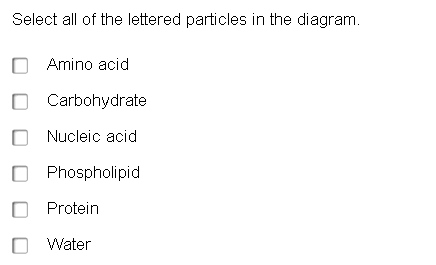 Select all of the lettered particles in the diagram.
Amino acid
Carbohydrate
Nucleic acid
Phospholipid
Protein
Water